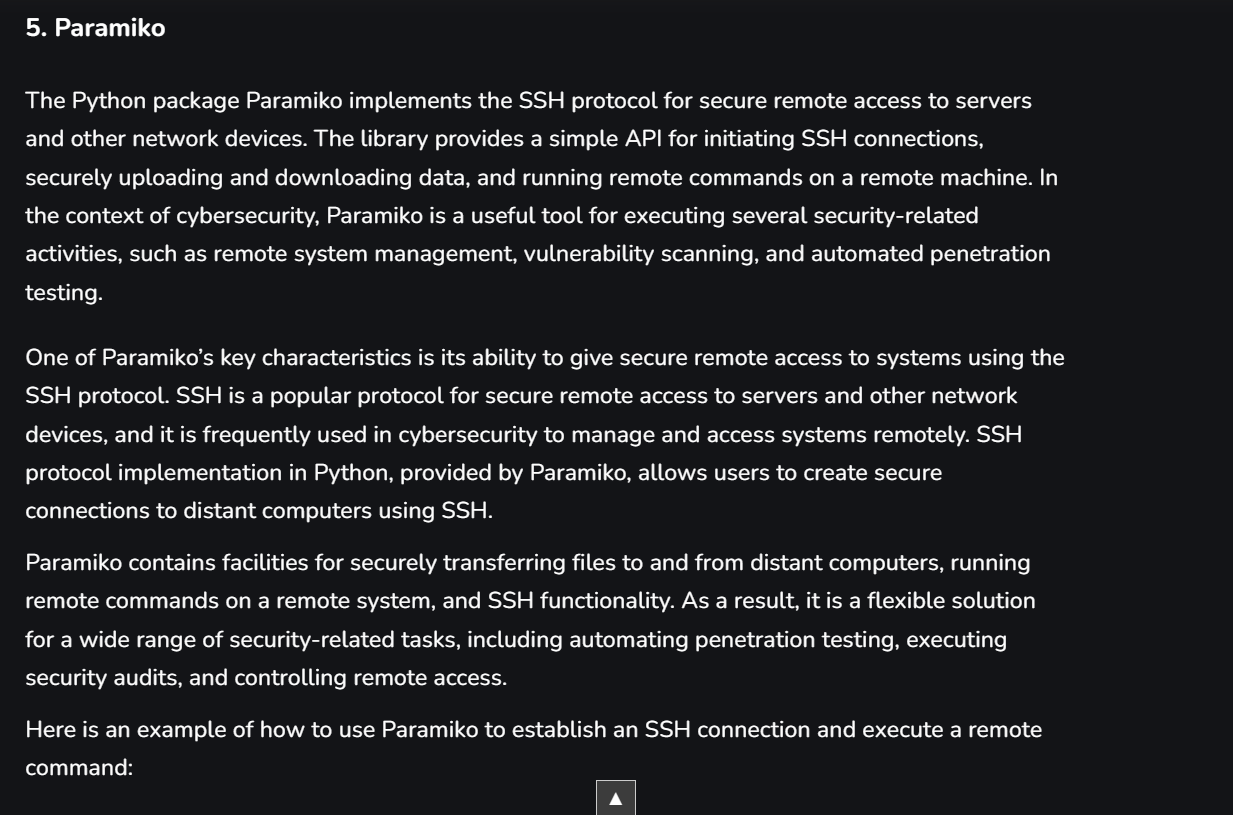 5. Paramiko
The Python package Paramiko implements the SSH protocol for secure remote access to servers
and other network devices. The library provides a simple API for initiating SSH connections,
securely uploading and downloading data, and running remote commands on a remote machine. In
the context of cybersecurity, Paramiko is a useful tool for executing several security-related
activities, such as remote system management, vulnerability scanning, and automated penetration
testing.
One of Paramiko’s key characteristics is its ability to give secure remote access to systems using the
SSH protocol. SSH is a popular protocol for secure remote access to servers and other network
devices, and it is frequently used in cybersecurity to manage and access systems remotely. SSH
protocol implementation in Python, provided by Paramiko, allows users to create secure
connections to distant computers using SSH.
Paramiko contains facilities for securely transferring files to and from distant computers, running
remote commands on a remote system, and SSH functionality. As a result, it is a flexible solution
for a wide range of security-related tasks, including automating penetration testing, executing
security audits, and controlling remote access.
Here is an example of how to use Paramiko to establish an SSH connection and execute a remote
command: